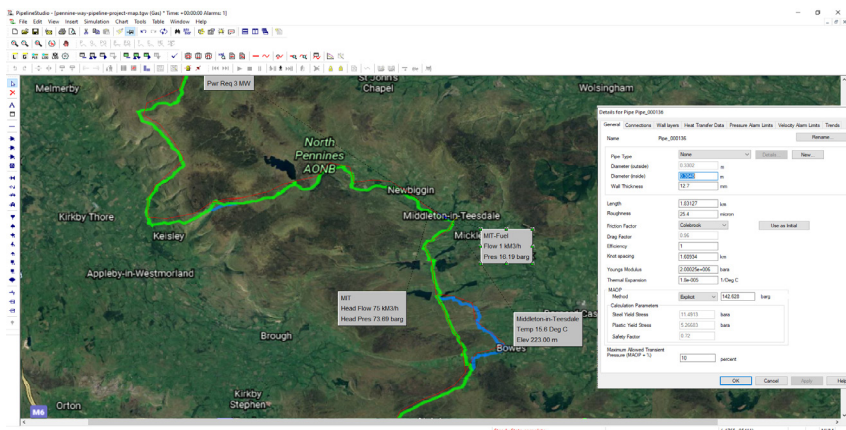 PipelineStudio - [pennine-way-pipeline-project-map.tgw (Gas) * Time: +00:00:00 Alarms: 1]
File Edit View Insert Simulation Chart Tools Table Window Help
Melmerby
Pwr Req 3 MW
St John's
Chapel
Wolsingham
North
Pennines
AONB
Newbiggin
Kirkby Thore
Keisley
Middleton-in-Teesdale
Mickle
MIT-Fuel
Flow 1 kM3/h
Pres 16.19 barg
Appleby-in-Westmorland
MIT
Head Flow 75 kM3/h
Head Pres 73.69 barg
Middleton-in-Teesdale
Temp 15.6 Deg C
Elev 223.00 m
Brough
Bowes
Kirkby
Stephen
Orton
M6
Details for Pipe Pipe_000136
General Connections Wall layers Heat Transfer Data Pressure Alarm Limits Velocity Alarm Limits Trends
Name Pipe_000136 Rename...
Pipe Type None Details... New...
Diameter (outside) m
Diameter (inside) m
Wall Thickness 12.7 mm
Length 1.83127 km
Roughness 25.4 micron
Friction Factor Colebrook Use as Initial
Drag Factor 0.96
Efficiency 1
Knot spacing 1.60934 km
Youngs Modulus 2.00025e+006 bara
Thermal Expansion 1.8e-005 1/Deg C
MAOP
Method Explicit 142.028 barg
Calculation Parameters
Steel Yield Stress bara
Plastic Yield Stress bara
Safety Factor 0.72
Maximum Allowed Transient
Pressure (MAOP + %) 10 percent
OK Cancel Apply Help